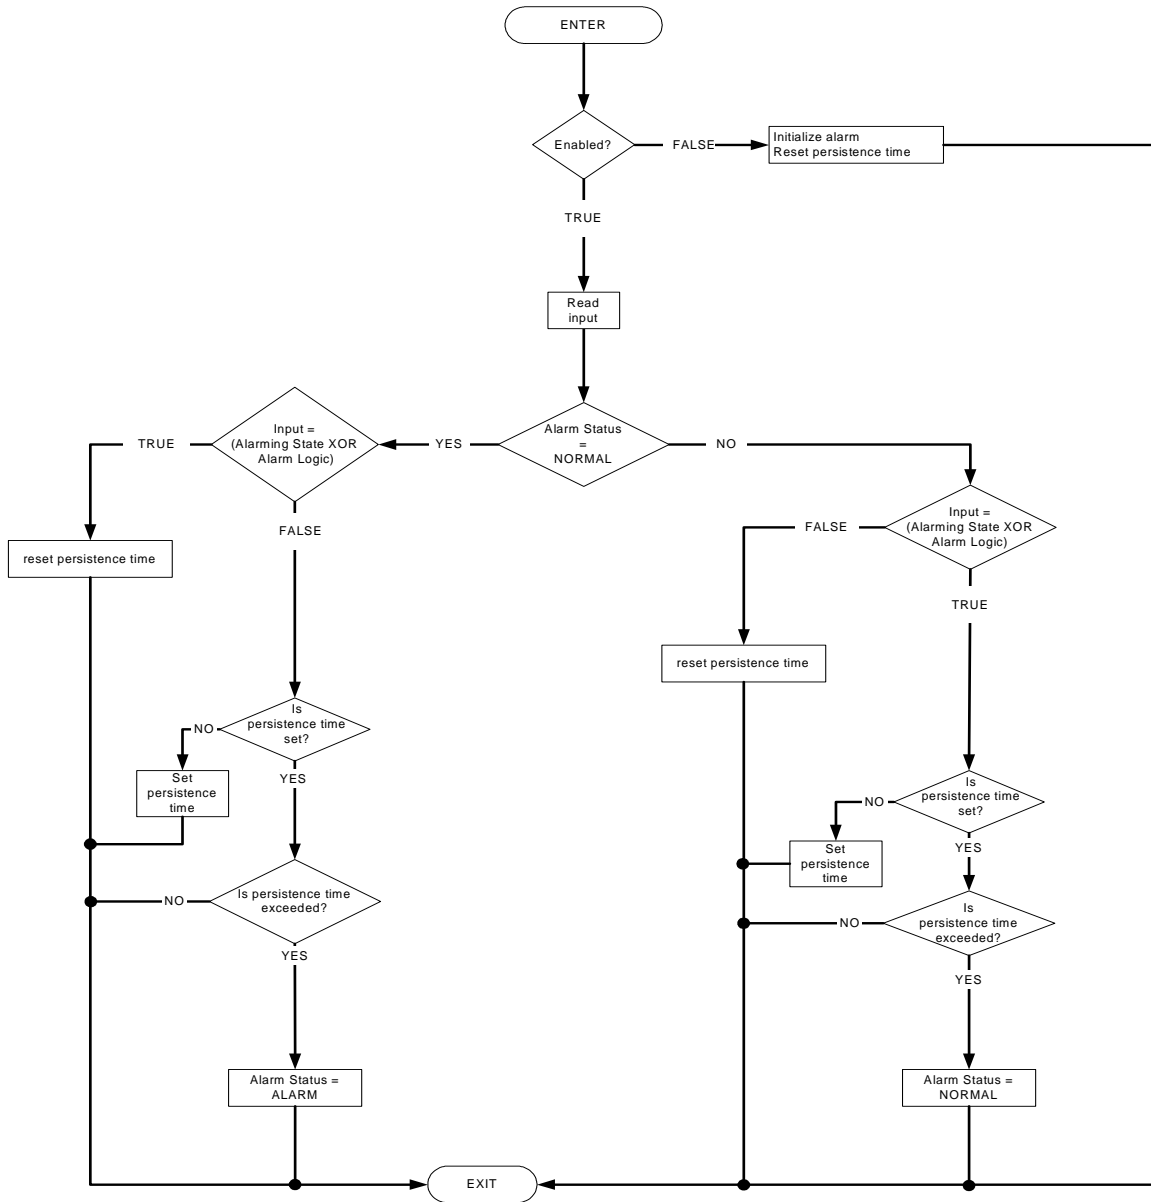 ENTER
Enabled?
FALSE
Initialize alarm
Reset persistence time
TRUE
Read
input
Alarm Status
=
NORMAL
YES
NO
Input =
(Alarming State XOR
Alarm Logic)
TRUE
FALSE
reset persistence time
Is
persistence time
set?
NO
Set
persistence
time
YES
Is persistence time
exceeded?
NO
YES
Alarm Status =
ALARM
Input =
(Alarming State XOR
Alarm Logic)
FALSE
TRUE
reset persistence time
Is
persistence time
set?
NO
Set
persistence
time
YES
Is
persistence time
exceeded?
NO
YES
Alarm Status =
NORMAL
EXIT